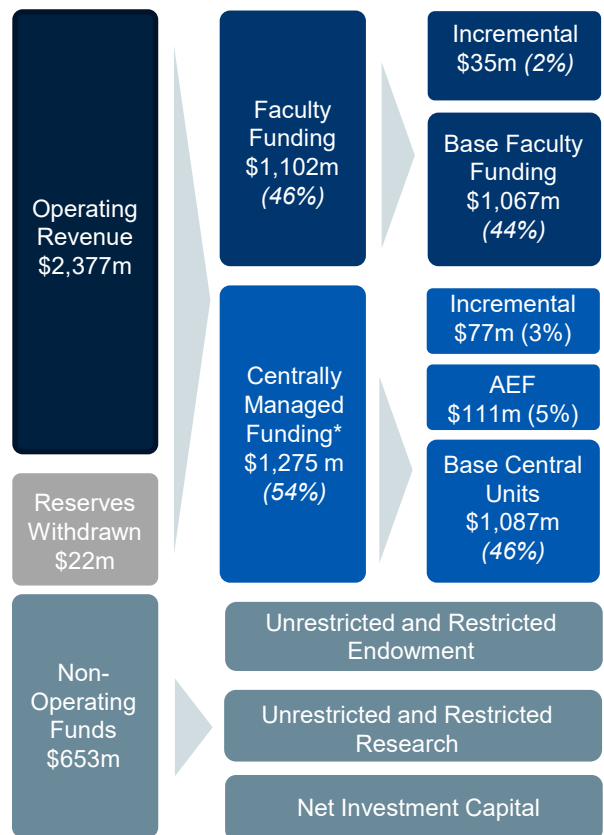 Operating
Revenue
$2,377m
Reserves
Withdrawn
$22m
Non-
Operating
Funds
$653m
Faculty
Funding
$1,102m
(46%)
Centrally
Managed
Funding*
$1,275 m
(54%)
Incremental
$35m (2%)
Base Faculty
Funding
$1,067m
(44%)
Incremental
$77m (3%)
AEF
$111m (5%)
Base Central
Units
$1,087m
(46%)
Unrestricted and Restricted
Endowment
Unrestricted and Restricted
Research
Net Investment Capital